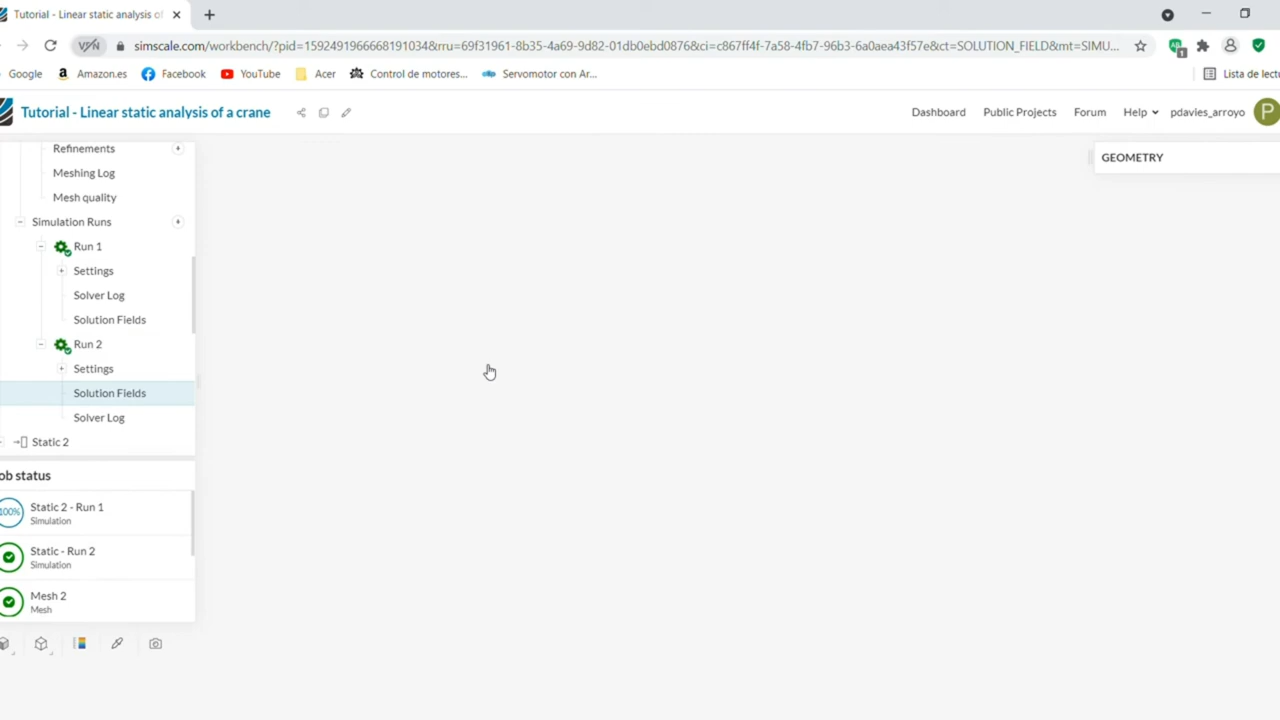 Tutorial - Linear static analysis of
simscale.com/workbench/?pid=1592491966668191034&rru=69f31961-8b35-4a69-9d82-01db0ebd0876&ci=c867ff4f-7a58-4fb7-96b3-6a0aea43f57e&ct=SOLUTION_FIELD&mt=SIMU...
Google Amazon.es Facebook YouTube Acer Control de motores... Servomotor con Ar... Lista de lectu
Tutorial - Linear static analysis of a crane
Dashboard Public Projects Forum Help pdavies_arroyo P
Refinements
Meshing Log
Mesh quality
Simulation Runs
Run 1
Settings
Solver Log
Solution Fields
Run 2
Settings
Solution Fields
Solver Log
Static 2
GEOMETRY
ob status
100% Static 2 - Run 1
Simulation
Static - Run 2
Simulation
Mesh 2
Mesh